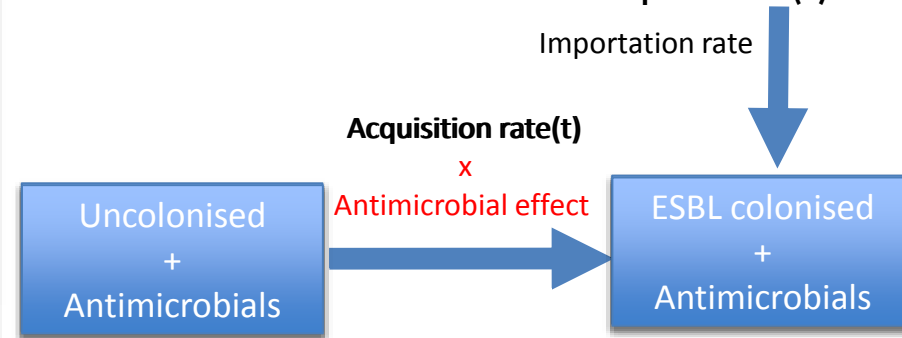 Importation rate
Acquisition rate(t)
x
Antimicrobial effect
Uncolonised
+
Antimicrobials
ESBL colonised
+
Antimicrobials